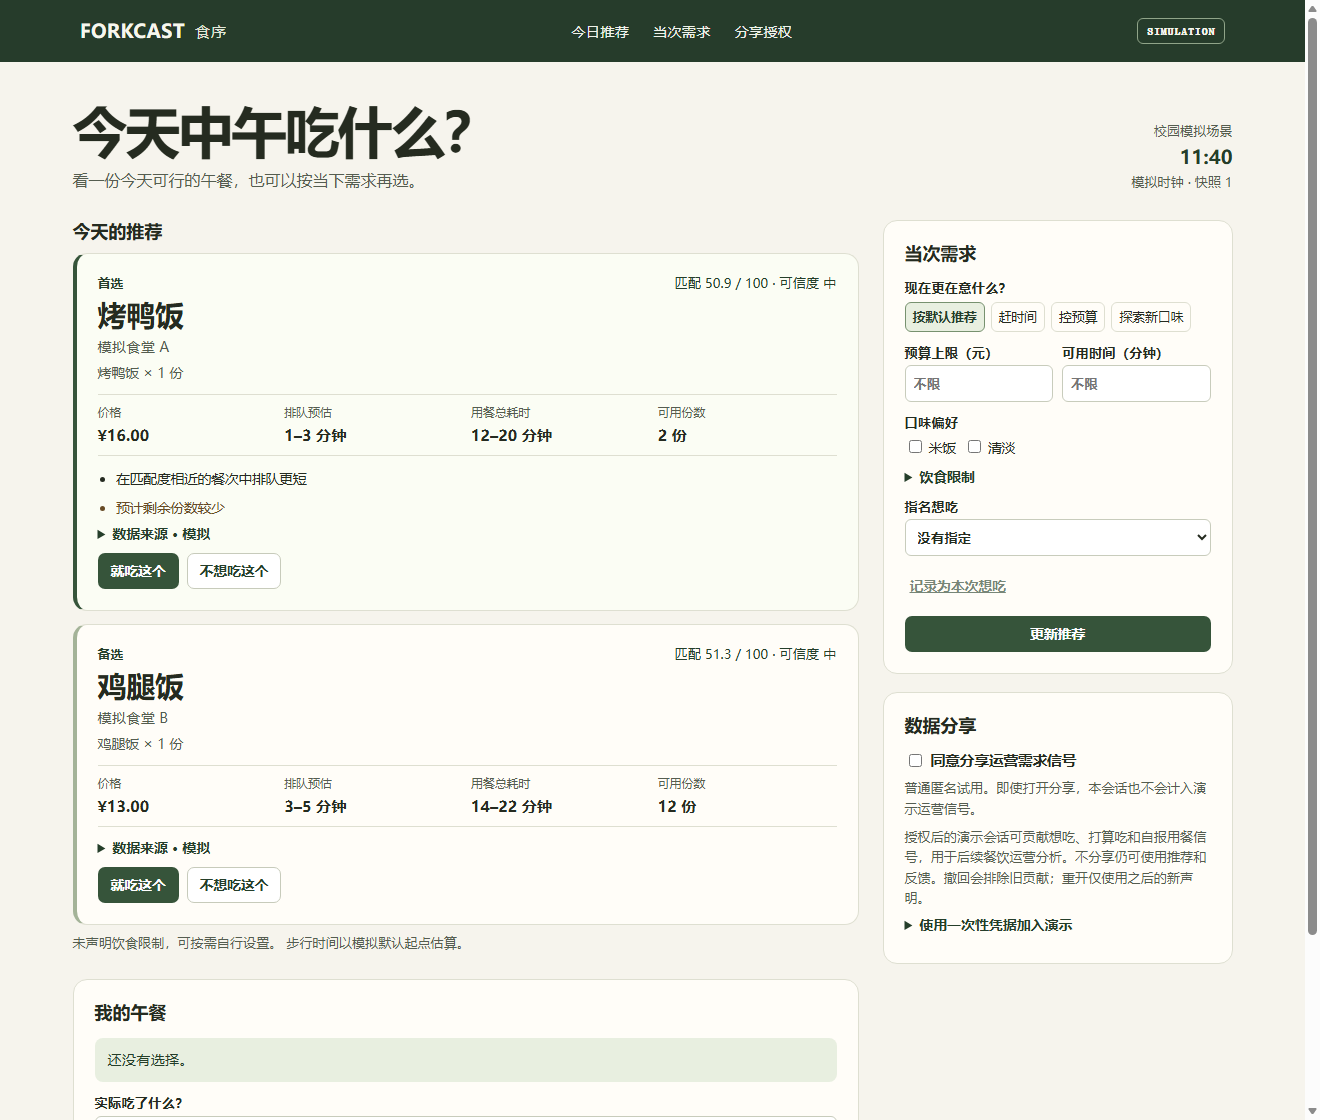 FORKCAST 食序
今日推荐 当次需求 分享授权
SIMULATION
今天中午吃什么？
看一份今天可行的午餐，也可以按当下需求再选。
校园模拟场景
11:40
模拟时钟 · 快照 1
今天的推荐
首选
匹配 50.9 / 100 · 可信度 中
烤鸭饭
模拟食堂 A
烤鸭饭 × 1 份
价格 排队预估 用餐总耗时 可用份数
¥16.00 1–3 分钟 12–20 分钟 2 份
• 在匹配度相近的餐次中排队更短
• 预计剩余份数较少
▶ 数据来源 • 模拟
就吃这个 不想吃这个
备选
匹配 51.3 / 100 · 可信度 中
鸡腿饭
模拟食堂 B
鸡腿饭 × 1 份
价格 排队预估 用餐总耗时 可用份数
¥13.00 3–5 分钟 14–22 分钟 12 份
▶ 数据来源 • 模拟
就吃这个 不想吃这个
未声明饮食限制，可按需自行设置。 步行时间以模拟默认起点估算。
我的午餐
还没有选择。
实际吃了什么？
当次需求
现在更在意什么？
按默认推荐 赶时间 控预算 探索新口味
预算上限（元） 可用时间（分钟）
不限 不限
口味偏好
米饭 清淡
▶ 饮食限制
指名想吃
没有指定
记录为本次想吃
更新推荐
数据分享
同意分享运营需求信号
普通匿名试用。即使打开分享，本会话也不会计入演
示运营信号。
授权后的演示会话可贡献想吃、打算吃和自报用餐信
号，用于后续餐饮运营分析。不分享仍可使用推荐和
反馈。撤回会排除旧贡献；重开仅使用之后的新声
明。
▶ 使用一次性凭据加入演示